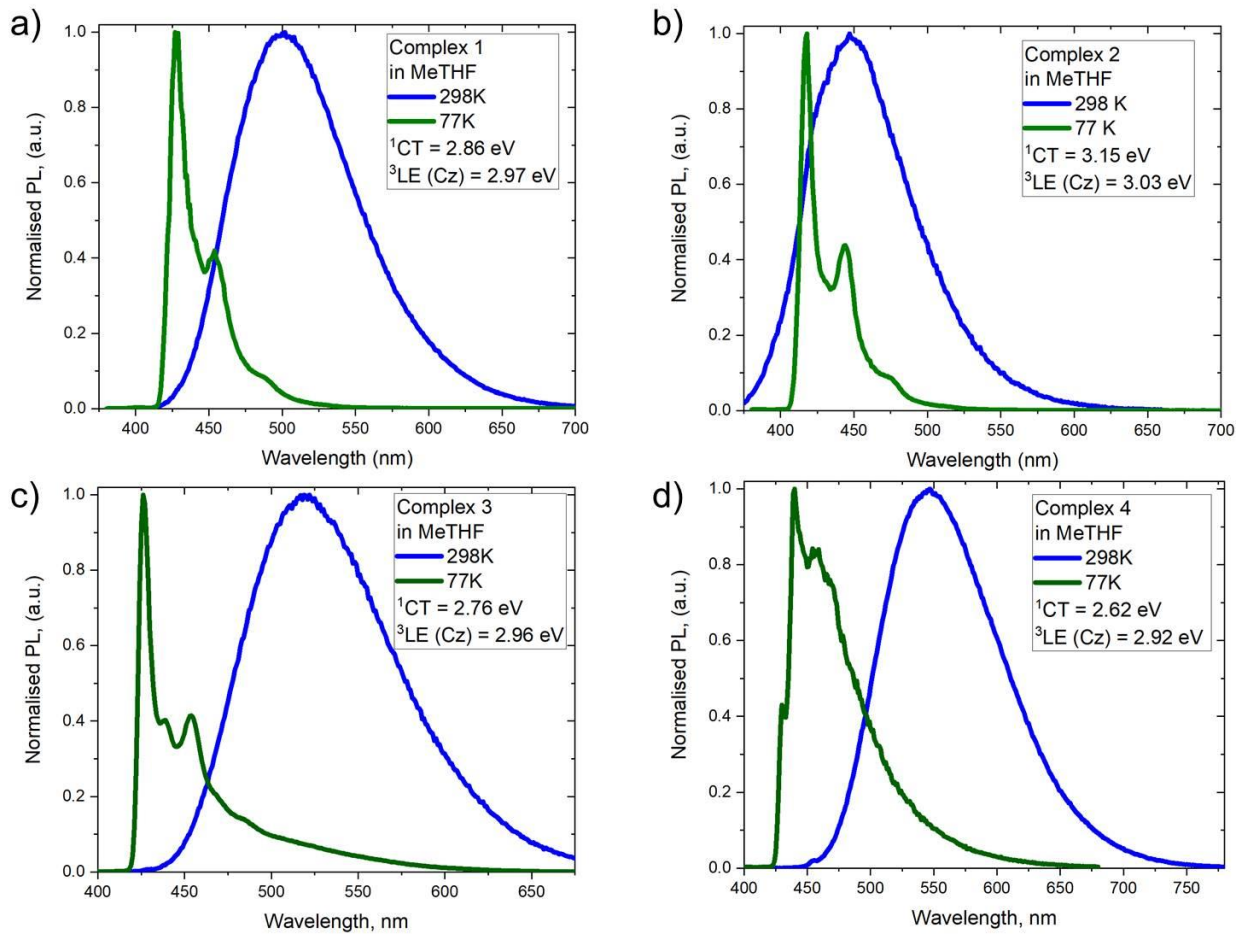 a)
Normalised PL, (a.u.)
1.0
0.8
0.6
0.4
0.2
0.0
Complex 1
in MeTHF
298K
77K
¹CT = 2.86 eV
³LE (Cz) = 2.97 eV
400 450 500 550 600 650 700
Wavelength (nm)
b)
Normalised PL, (a.u.)
1.0
0.8
0.6
0.4
0.2
0.0
Complex 2
in MeTHF
298 K
77 K
¹CT = 3.15 eV
³LE (Cz) = 3.03 eV
400 450 500 550 600 650 700
Wavelength (nm)
c)
Normalised PL, (a.u.)
1.0
0.8
0.6
0.4
0.2
0.0
Complex 3
in MeTHF
298K
77K
¹CT = 2.76 eV
³LE (Cz) = 2.96 eV
400 450 500 550 600 650
Wavelength, nm
d)
Normalised PL, (a.u.)
1.0
0.8
0.6
0.4
0.2
0.0
Complex 4
in MeTHF
298K
77K
¹CT = 2.62 eV
³LE (Cz) = 2.92 eV
400 450 500 550 600 650 700 750
Wavelength, nm